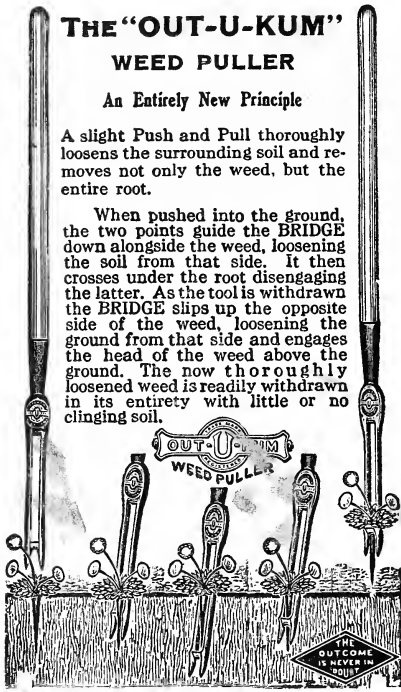 THE "OUT-U-KUM"
WEED PULLER
An Entirely New Principle
A slight Push and Pull thoroughly
loosens the surrounding soil and re-
moves not only the weed, but the
entire root.
When pushed into the ground,
the two points guide the BRIDGE
down alongside the weed, loosening
the soil from that side. It then
crosses under the root disengaging
the latter. As the tool is withdrawn
the BRIDGE slips up the opposite
side of the weed, loosening the
ground from that side and engages
the head of the weed above the
ground. The now thoroughly
loosened weed is readily withdrawn
in its entirety with little or no
clinging soil.
TRADE MARK
OUT-U-KUM
WEED PULLER
THE
OUTCOME
IS NEVER IN
DOUBT